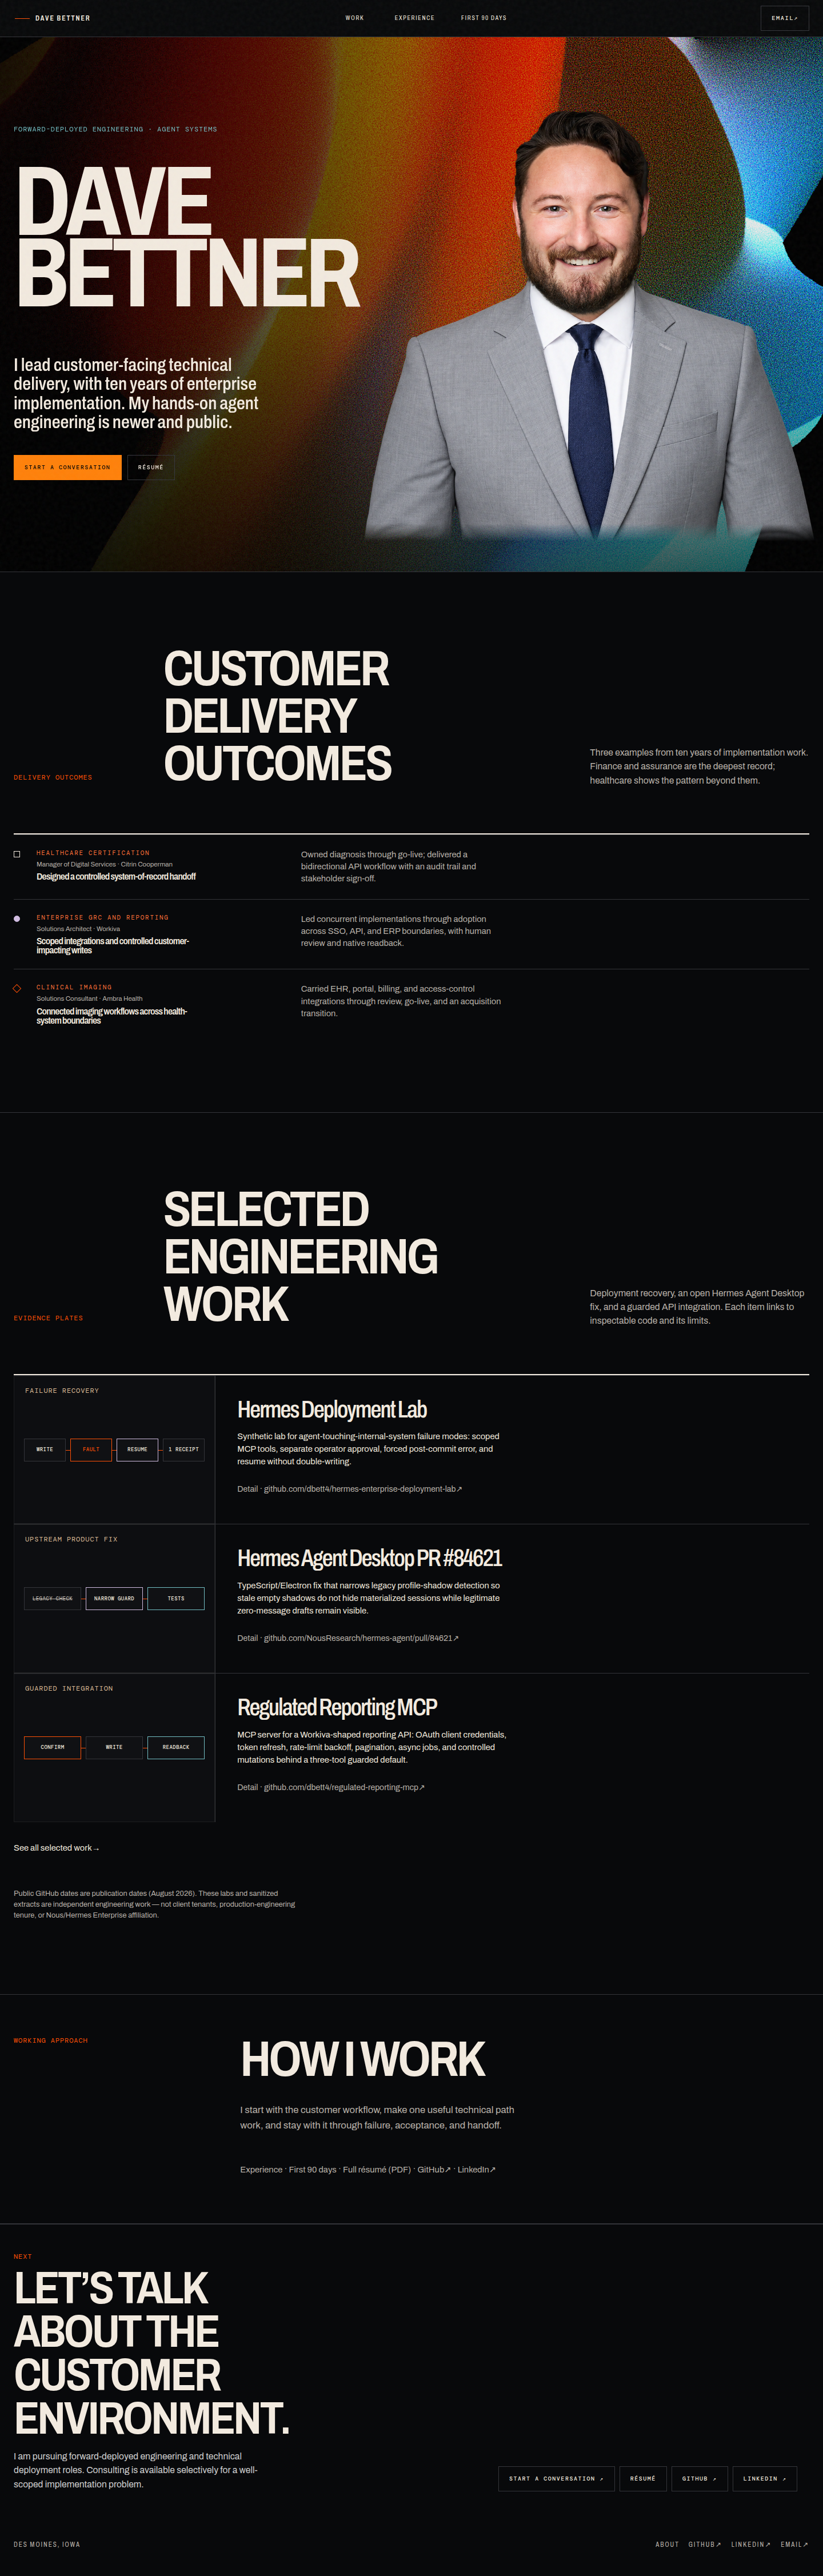 DAVE BETTNER
WORK
EXPERIENCE
FIRST 90 DAYS
EMAIL↗
FORWARD-DEPLOYED ENGINEERING · AGENT SYSTEMS
DAVE
BETTNER
I lead customer-facing technical
delivery, with ten years of enterprise
implementation. My hands-on agent
engineering is newer and public.
START A CONVERSATION
RÉSUMÉ
DELIVERY OUTCOMES
CUSTOMER
DELIVERY
OUTCOMES
Three examples from ten years of implementation work.
Finance and assurance are the deepest record;
healthcare shows the pattern beyond them.
HEALTHCARE CERTIFICATION
Manager of Digital Services · Citrin Cooperman
Designed a controlled system-of-record handoff
Owned diagnosis through go-live; delivered a
bidirectional API workflow with an audit trail and
stakeholder sign-off.
ENTERPRISE GRC AND REPORTING
Solutions Architect · Workiva
Scoped integrations and controlled customer-
impacting writes
Led concurrent implementations through adoption
across SSO, API, and ERP boundaries, with human
review and native readback.
CLINICAL IMAGING
Solutions Consultant · Ambra Health
Connected imaging workflows across health-
system boundaries
Carried EHR, portal, billing, and access-control
integrations through review, go-live, and an acquisition
transition.
EVIDENCE PLATES
SELECTED
ENGINEERING
WORK
Deployment recovery, an open Hermes Agent Desktop
fix, and a guarded API integration. Each item links to
inspectable code and its limits.
FAILURE RECOVERY
WRITE
FAULT
RESUME
1 RECEIPT
Hermes Deployment Lab
Synthetic lab for agent-touching-internal-system failure modes: scoped
MCP tools, separate operator approval, forced post-commit error, and
resume without double-writing.
Detail · github.com/dbett4/hermes-enterprise-deployment-lab↗
UPSTREAM PRODUCT FIX
LEGACY CHECK
NARROW GUARD
TESTS
Hermes Agent Desktop PR #84621
TypeScript/Electron fix that narrows legacy profile-shadow detection so
stale empty shadows do not hide materialized sessions while legitimate
zero-message drafts remain visible.
Detail · github.com/NousResearch/hermes-agent/pull/84621↗
GUARDED INTEGRATION
CONFIRM
WRITE
READBACK
Regulated Reporting MCP
MCP server for a Workiva-shaped reporting API: OAuth client credentials,
token refresh, rate-limit backoff, pagination, async jobs, and controlled
mutations behind a three-tool guarded default.
Detail · github.com/dbett4/regulated-reporting-mcp↗
See all selected work→
Public GitHub dates are publication dates (August 2026). These labs and sanitized
extracts are independent engineering work — not client tenants, production-engineering
tenure, or Nous/Hermes Enterprise affiliation.
WORKING APPROACH
HOW I WORK
I start with the customer workflow, make one useful technical path
work, and stay with it through failure, acceptance, and handoff.
Experience · First 90 days · Full résumé (PDF) · GitHub↗ · LinkedIn↗
NEXT
LET’S TALK
ABOUT THE
CUSTOMER
ENVIRONMENT.
I am pursuing forward-deployed engineering and technical
deployment roles. Consulting is available selectively for a well-
scoped implementation problem.
START A CONVERSATION ↗
RÉSUMÉ
GITHUB ↗
LINKEDIN ↗
DES MOINES, IOWA
ABOUT
GITHUB↗
LINKEDIN↗
EMAIL↗